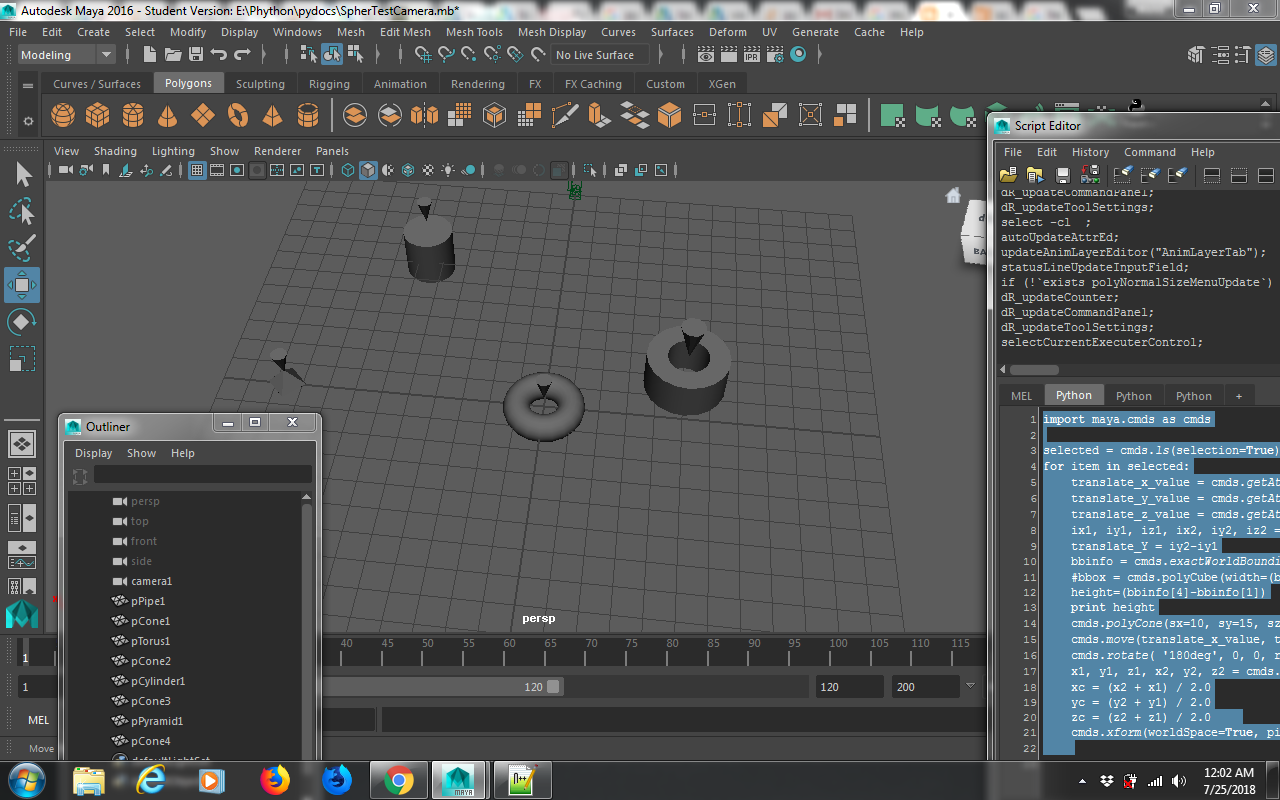 Autodesk Maya 2016 - Student Version: E:\Phython\pydocs\SpherTestCamera.mb*
File Edit Create Select Modify Display Windows Mesh Edit Mesh Mesh Tools Mesh Display Curves Surfaces Deform UV Generate Cache Help
Modeling
No Live Surface
IPR
Curves / Surfaces Polygons Sculpting Rigging Animation Rendering FX FX Caching Custom XGen
View Shading Lighting Show Renderer Panels
persp
Script Editor
File Edit History Command Help
dR_updateCommandPanel;
dR_updateToolSettings;
select -cl ;
autoUpdateAttrEd;
updateAnimLayerEditor("AnimLayerTab");
statusLineUpdateInputField;
if (!`exists polyNormalSizeMenuUpdate`)
dR_updateCounter;
dR_updateCommandPanel;
dR_updateToolSettings;
selectCurrentExecuterControl;
MEL Python Python Python +
1 import maya.cmds as cmds
2
3 selected = cmds.ls(selection=True)
4 for item in selected:
5 translate_x_value = cmds.getAt
6 translate_y_value = cmds.getAt
7 translate_z_value = cmds.getAt
8 ix1, iy1, iz1, ix2, iy2, iz2 =
9 translate_Y = iy2-iy1
10 bbinfo = cmds.exactWorldBoundi
11 #bbox = cmds.polyCube(width=(b
12 height=(bbinfo[4]-bbinfo[1])
13 print height
14 cmds.polyCone(sx=10, sy=15, sz
15 cmds.move(translate_x_value, t
16 cmds.rotate( '180deg', 0, 0, r
17 x1, y1, z1, x2, y2, z2 = cmds.
18 xc = (x2 + x1) / 2.0
19 yc = (y2 + y1) / 2.0
20 zc = (z2 + z1) / 2.0
21 cmds.xform(worldSpace=True, pi
22
Outliner
Display Show Help
persp
top
front
side
camera1
pPipe1
pCone1
pTorus1
pCone2
pCylinder1
pCone3
pPyramid1
pCone4
defaultLightSet
1 40 45 50 55 60 65 70 75 80 85 90 95 100 105 110 115
1 120 120 200
MEL
Move
MAYA
12:02 AM
7/25/2018